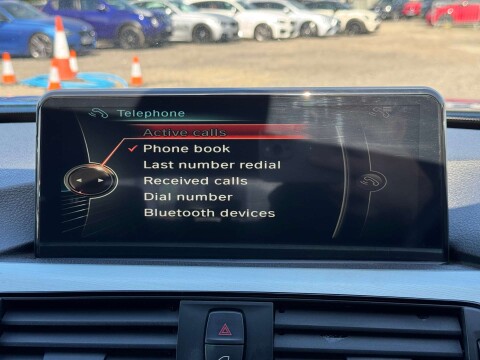 Telephone
Active calls
Phone book
Last number redial
Received calls
Dial number
Bluetooth devices